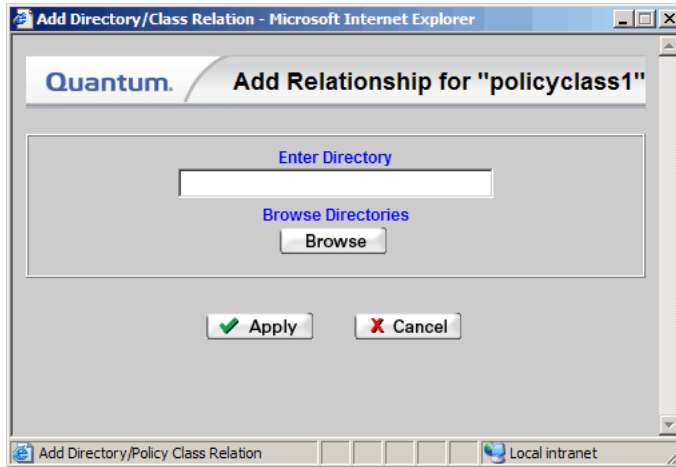 Add Directory/Class Relation - Microsoft Internet Explorer
Quantum. Add Relationship for "policyclass1"
Enter Directory
Browse Directories
Browse
Apply Cancel
Add Directory/Policy Class Relation Local intranet